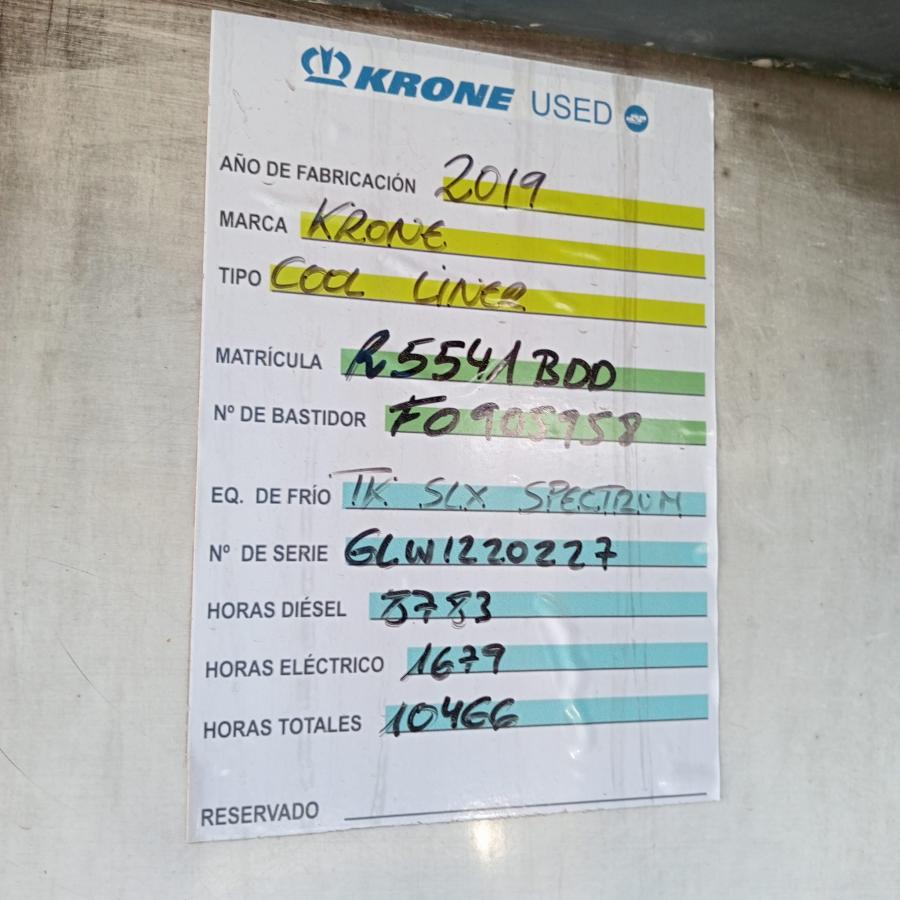 KRONE USED
AÑO DE FABRICACIÓN 2019
MARCA KRONE
TIPO COOL LINER
MATRÍCULA R5541BDD
Nº DE BASTIDOR
EQ. DE FRÍO TK SLX SPECTRUM
Nº DE SERIE GLW1220227
HORAS DIÉSEL
HORAS ELÉCTRICO 1679
HORAS TOTALES 10466
RESERVADO